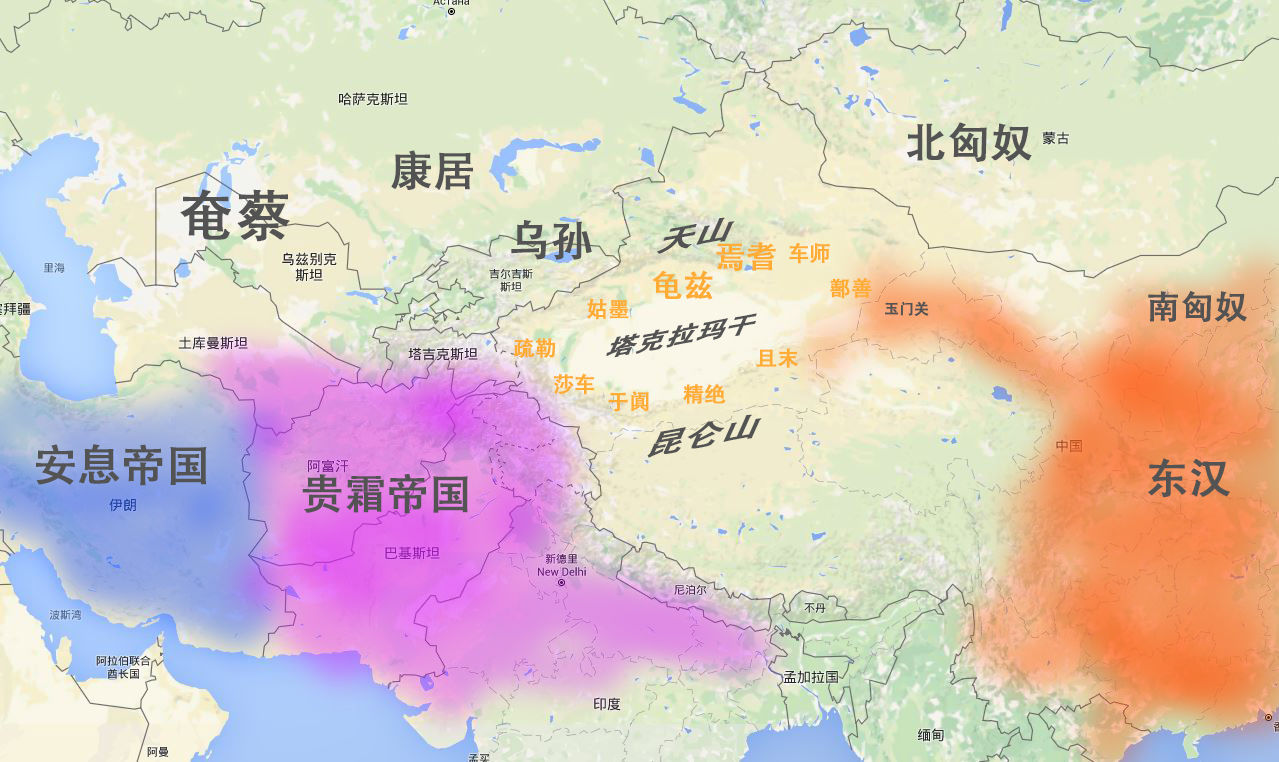 Астана
哈萨克斯坦
北匈奴
蒙古
康居
奄蔡
乌孙
天山
焉耆
车师
乌兹别克
斯坦
里海
吉尔吉斯
斯坦
龟兹
鄯善
玉门关
南匈奴
姑墨
拜疆
塔克拉玛干
土库曼斯坦
塔吉克斯坦
疏勒
且末
莎车
于阗
精绝
昆仑山
中国
安息帝国
阿富汗
贵霜帝国
东汉
伊朗
巴基斯坦
新德里
New Delhi
尼泊尔
不丹
波斯湾
阿拉伯联合
酋长国
孟加拉国
印度
缅甸
阿曼
孟买